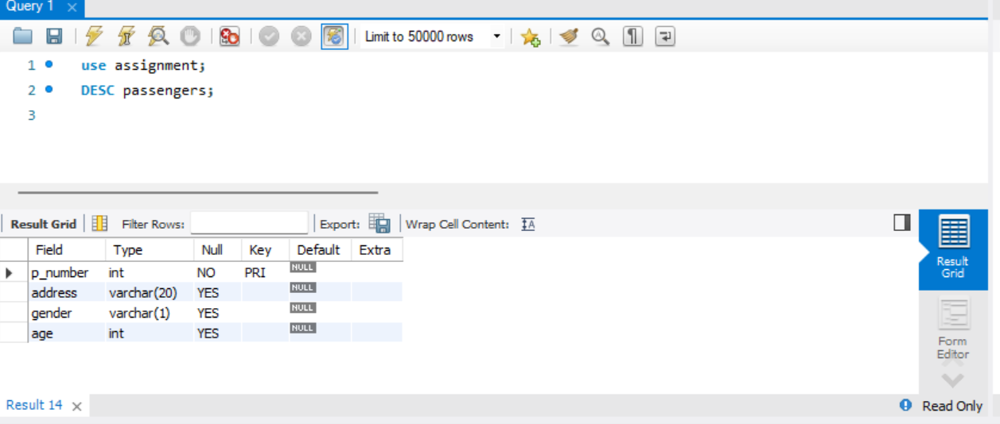 Query 1
Limit to 50000 rows
1 use assignment;
2 DESC passengers;
3
Result Grid Filter Rows: Export: Wrap Cell Content:
Field Type Null Key Default Extra
p_number int NO PRI NULL
address varchar(20) YES NULL
gender varchar(1) YES NULL
age int YES NULL
Result
Grid
Form
Editor
Result 14 Read Only